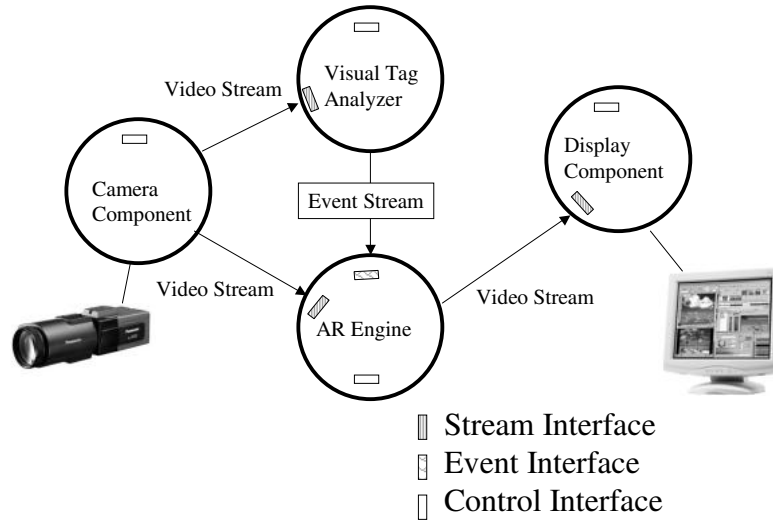 Visual Tag
Analyzer
Video Stream
Display
Component
Camera
Component
Event Stream
Video Stream
Video Stream
AR Engine
Stream Interface
Event Interface
Control Interface